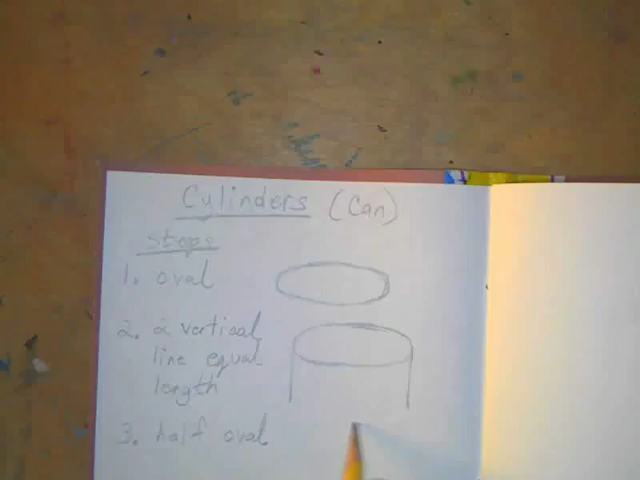 Cylinders (Can)
Steps
1. oval
2. 2 vertical
line equal
length
3. half oval